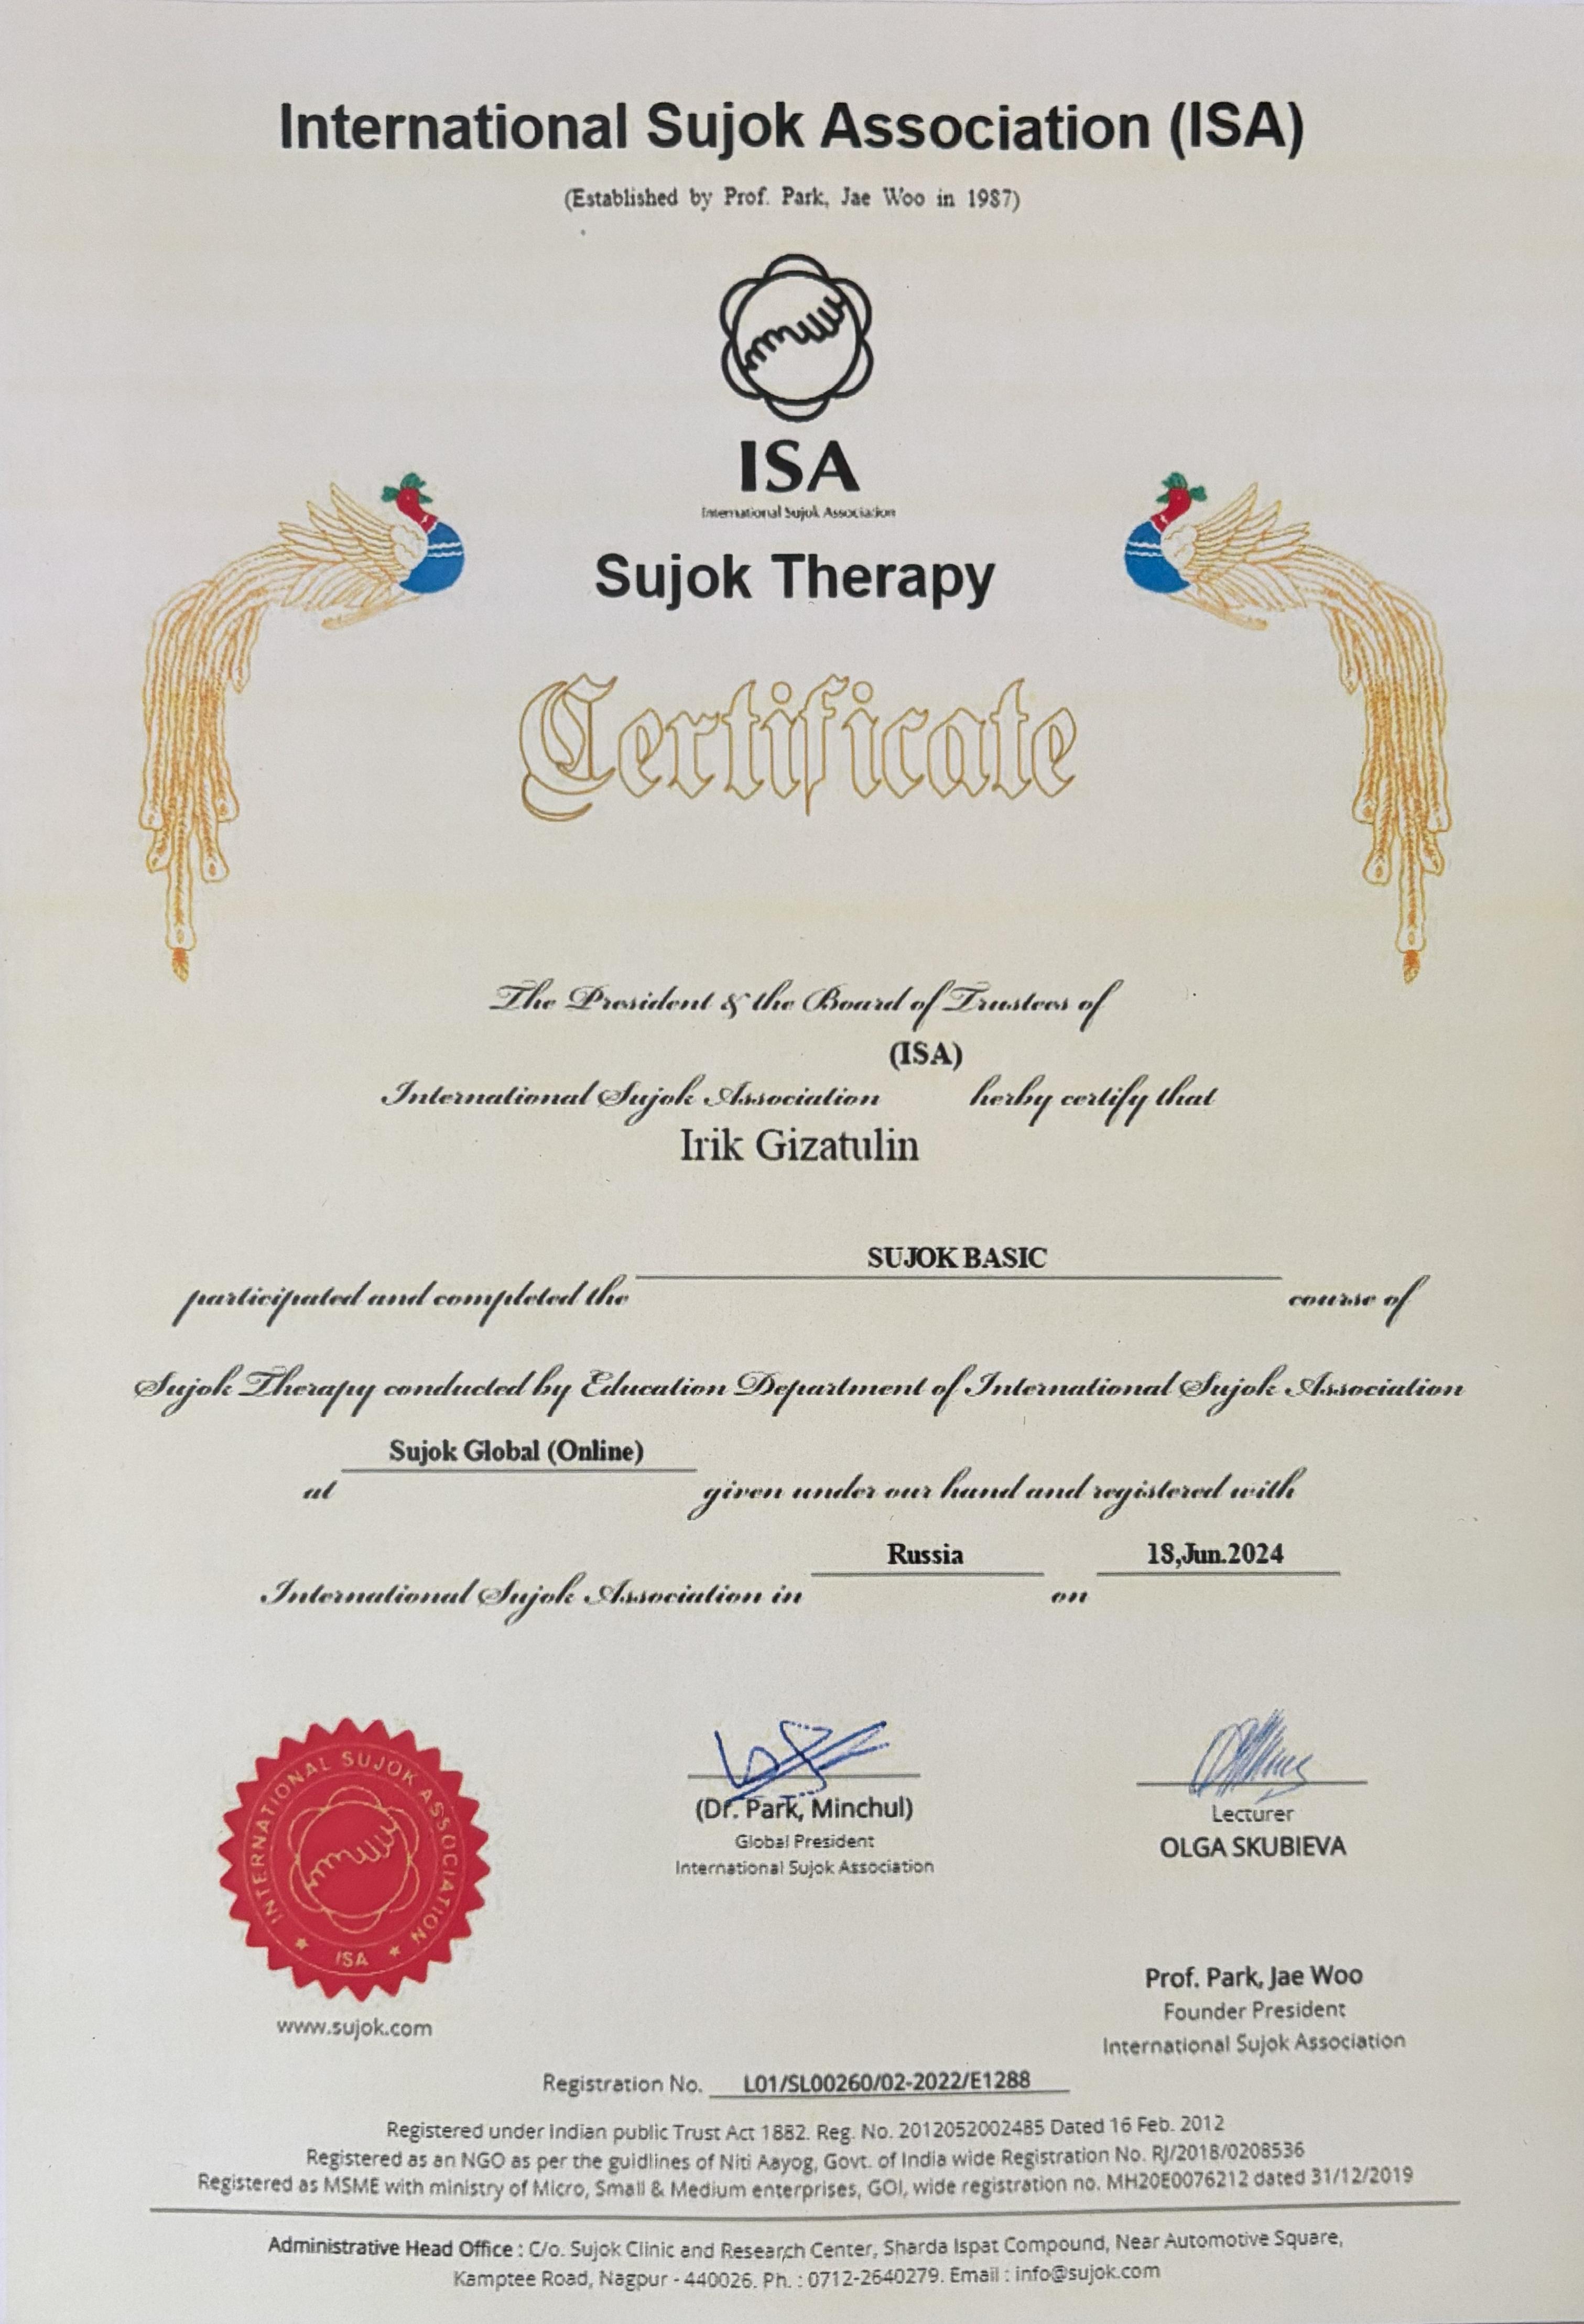 International Sujok Association (ISA)
(Established by Prof. Park, Jae Woo in 1987)
ISA
International Sujok Association
Sujok Therapy
Certificate
The President & the Board of Trustees of
International Sujok Association (ISA) herby certify that
Irik Gizatulin
participated and completed the SUJOK BASIC course of
Sujok Therapy conducted by Education Department of International Sujok Association
at Sujok Global (Online) given under our hand and registered with
International Sujok Association in Russia on 18,Jun.2024
INTERNATIONAL SUJOK ASSOCIATION
ISA
www.sujok.com
(Dr. Park, Minchul)
Global President
International Sujok Association
Lecturer
OLGA SKUBIEVA
Prof. Park, Jae Woo
Founder President
International Sujok Association
Registration No. L01/SL00260/02-2022/E1288
Registered under Indian public Trust Act 1882. Reg. No. 2012052002485 Dated 16 Feb. 2012
Registered as an NGO as per the guidlines of Niti Aayog, Govt. of India wide Registration No. RJ/2018/0208536
Registered as MSME with ministry of Micro, Small & Medium enterprises, GOI, wide registration no. MH20E0076212 dated 31/12/2019
Administrative Head Office : C/o. Sujok Clinic and Research Center, Sharda Ispat Compound, Near Automotive Square,
Kamptee Road, Nagpur - 440026. Ph. : 0712-2640279. Email : info@sujok.com